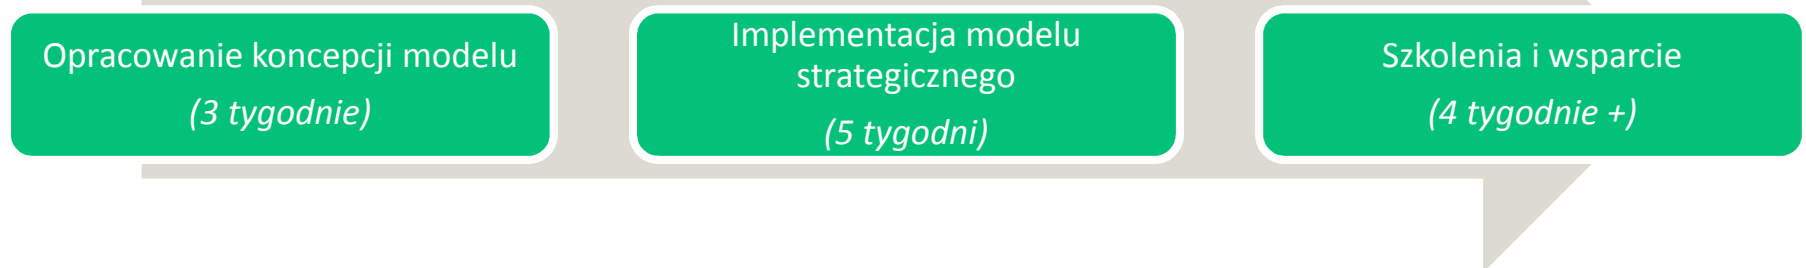 Opracowanie koncepcji modelu
(3 tygodnie)
Implementacja modelu
strategicznego
(5 tygodni)
Szkolenia i wsparcie
(4 tygodnie +)